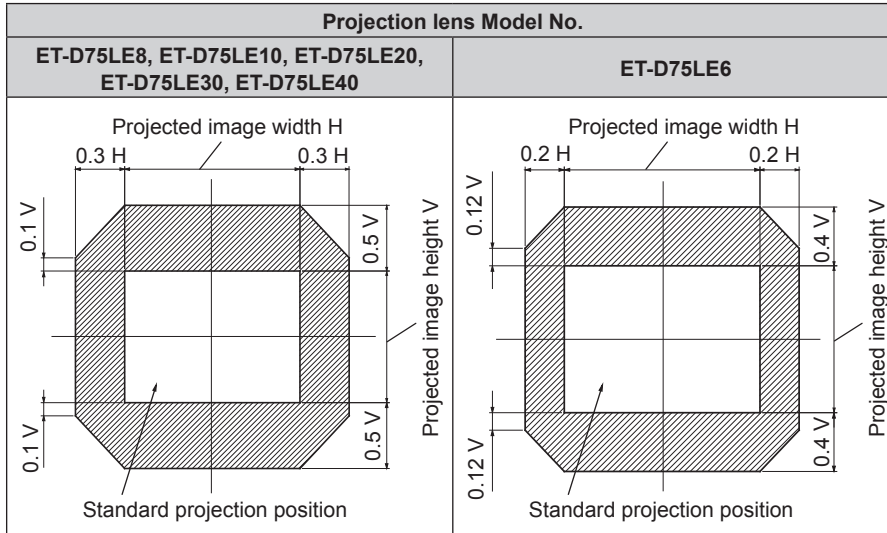 Projection lens Model No.
ET-D75LE8, ET-D75LE10, ET-D75LE20,
ET-D75LE30, ET-D75LE40
ET-D75LE6
Projected image width H
0.3 H
0.3 H
0.1 V
0.5 V
Projected image height V
0.1 V
0.5 V
Standard projection position
Projected image width H
0.2 H
0.2 H
0.12 V
0.4 V
Projected image height V
0.12 V
0.4 V
Standard projection position